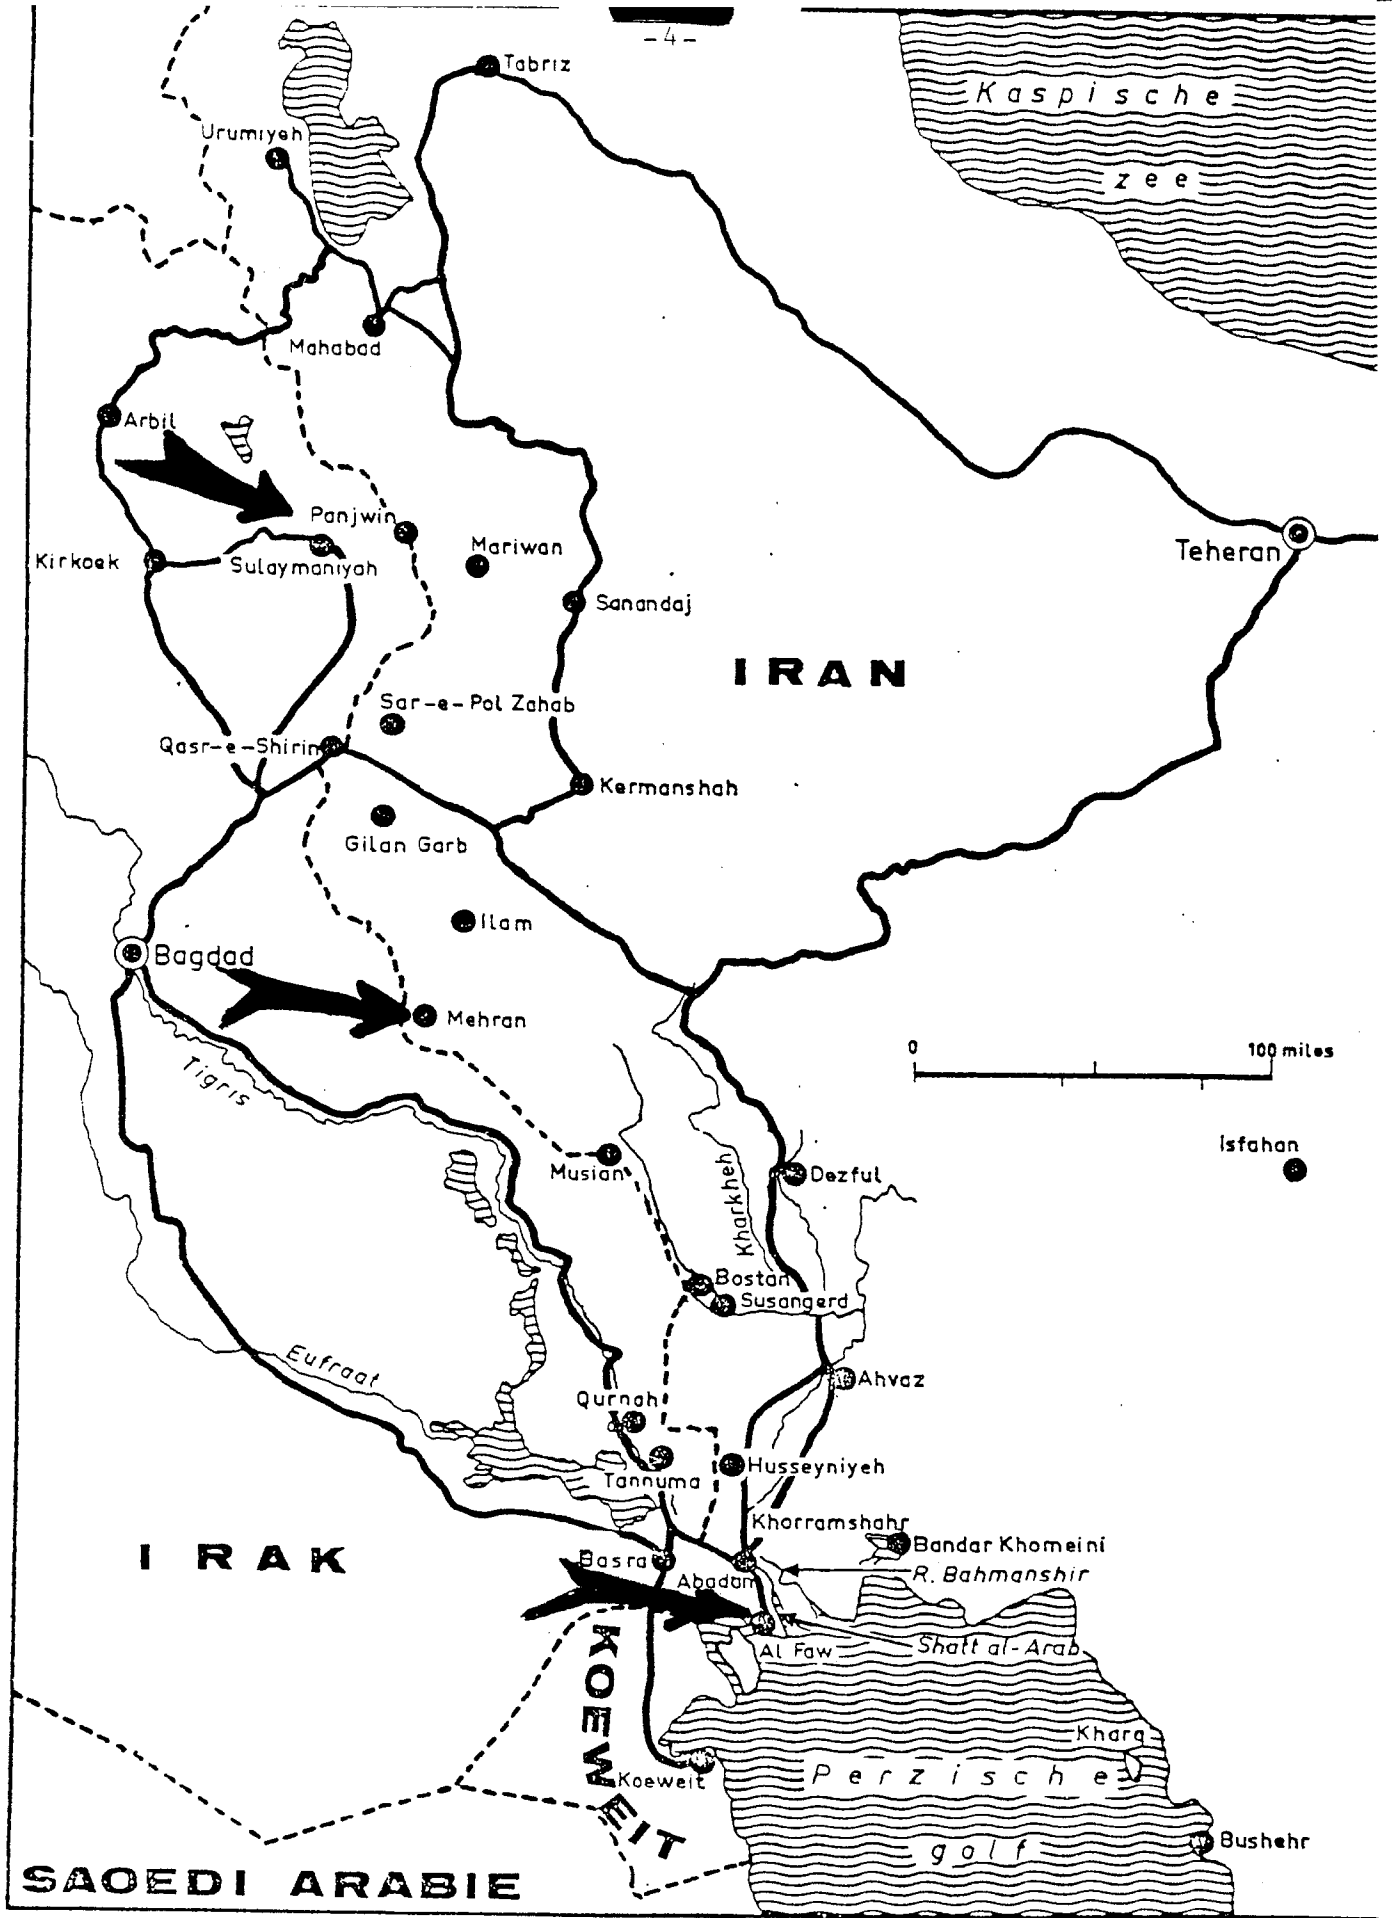 -4-
Tabriz
Kaspische
zee
Urumiyeh
Mahabad
Arbil
Panjwin
Mariwan
Kirkoek
Sulaymaniyah
Teheran
Sanandaj
IRAN
Sar-e-Pol Zahab
Qasr-e-Shirin
Kermanshah
Gilan Garb
Ilam
Bagdad
Mehran
0 100 miles
Tigris
Isfahan
Musian
Dezful
Kharkheh
Bostan
Susangerd
Eufraat
Ahvaz
Qurnah
Husseyniyeh
Tannuma
Khorramshahr
IRAK
Bandar Khomeini
Basra
R. Bahmanshir
Abadan
Al Faw
Shatt al-Arab
KOEWEIT
Kharg
Koeweit
Perzische
golf
Bushehr
SAOEDI ARABIE